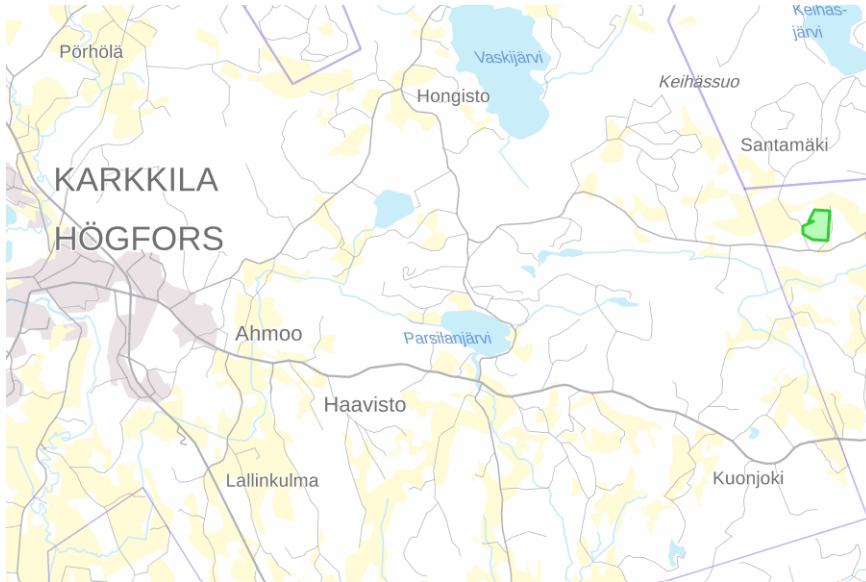 Keihäs-
järvi
Pörhölä
Vaskijärvi
Keihässuo
Hongisto
Santamäki
KARKKILA
HÖGFORS
Ahmoo
Parsilanjärvi
Haavisto
Lallinkulma
Kuonjoki